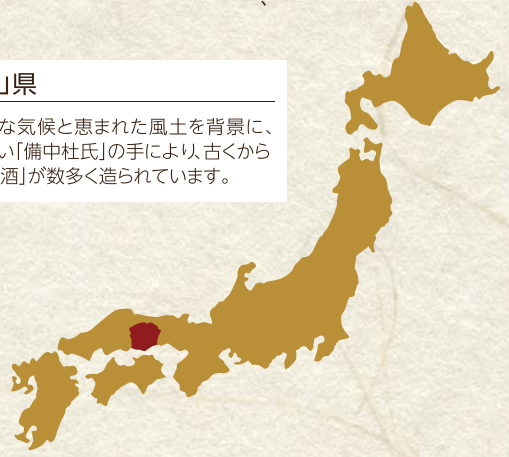 山県
な気候と恵まれた風土を背景に、
い「備中杜氏」の手により、古くから
酒」が数多く造られています。